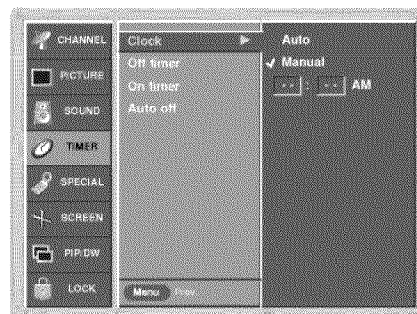 CHANNEL
PICTURE
SOUND
TIMER
SPECIAL
SCREEN
PIP/DW
LOCK
Clock
Off timer
On timer
Auto off
Menu Prev.
Auto
✓ Manual
-- : -- AM